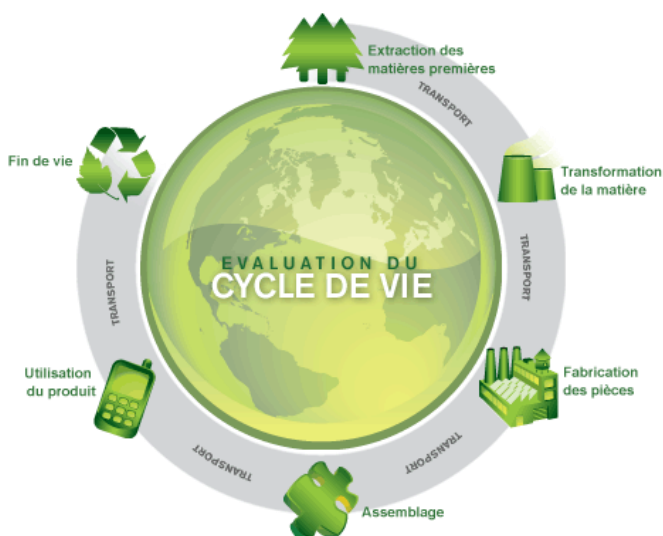 Extraction des
matières premières
TRANSPORT
Transformation
de la matière
TRANSPORT
Fabrication
des pièces
TRANSPORT
Assemblage
TRANSPORT
Utilisation
du produit
TRANSPORT
Fin de vie
EVALUATION DU
CYCLE DE VIE